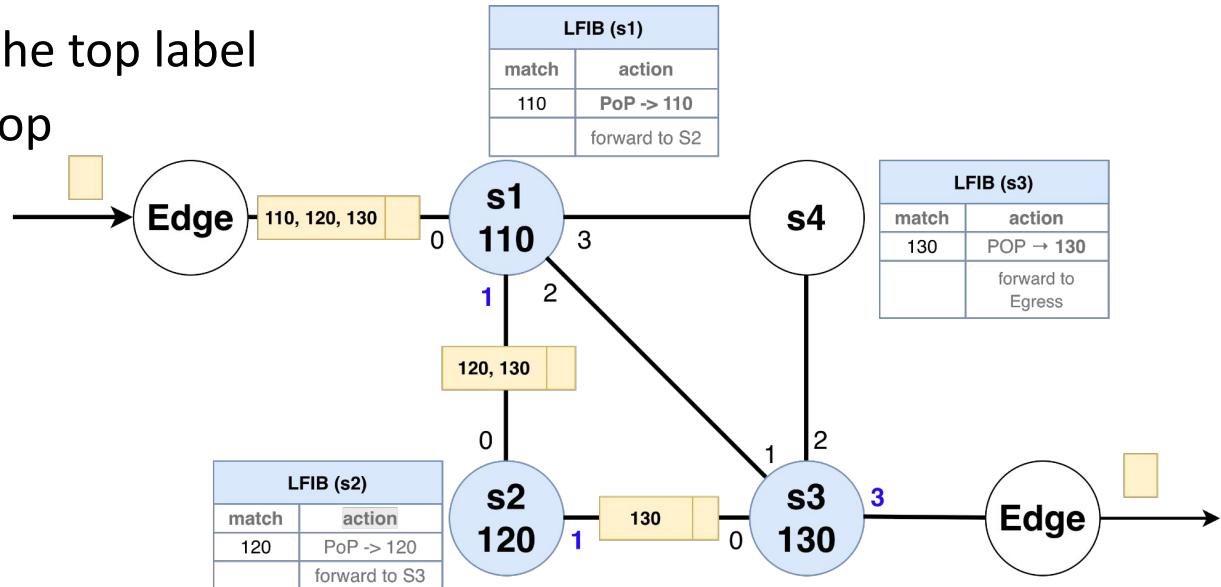 he top label
op
LFIB (s1)
match action
110 PoP -> 110
forward to S2
Edge
110, 120, 130
0
s1
110
3
s4
LFIB (s3)
match action
130 POP → 130
forward to
Egress
1
2
120, 130
0
1
2
LFIB (s2)
match action
120 PoP -> 120
forward to S3
s2
120
1
130
0
s3
130
3
Edge